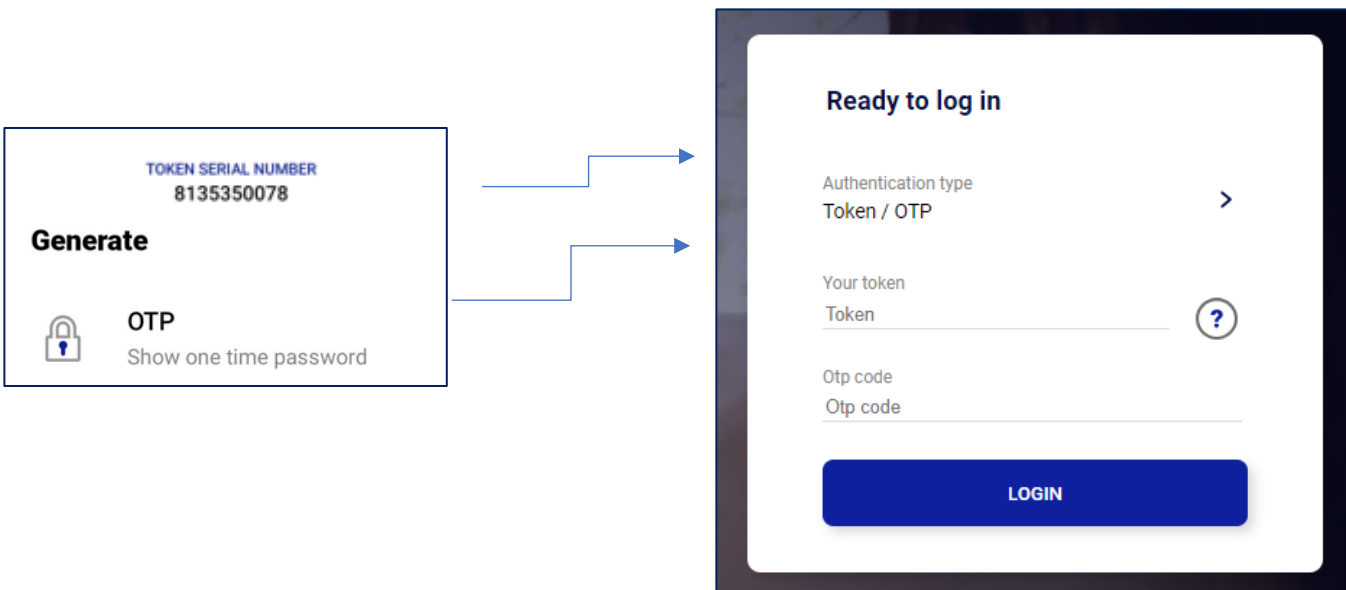 TOKEN SERIAL NUMBER
8135350078
Generate
OTP
Show one time password
Ready to log in
Authentication type
Token / OTP
Your token
Token
?
Otp code
Otp code
LOGIN